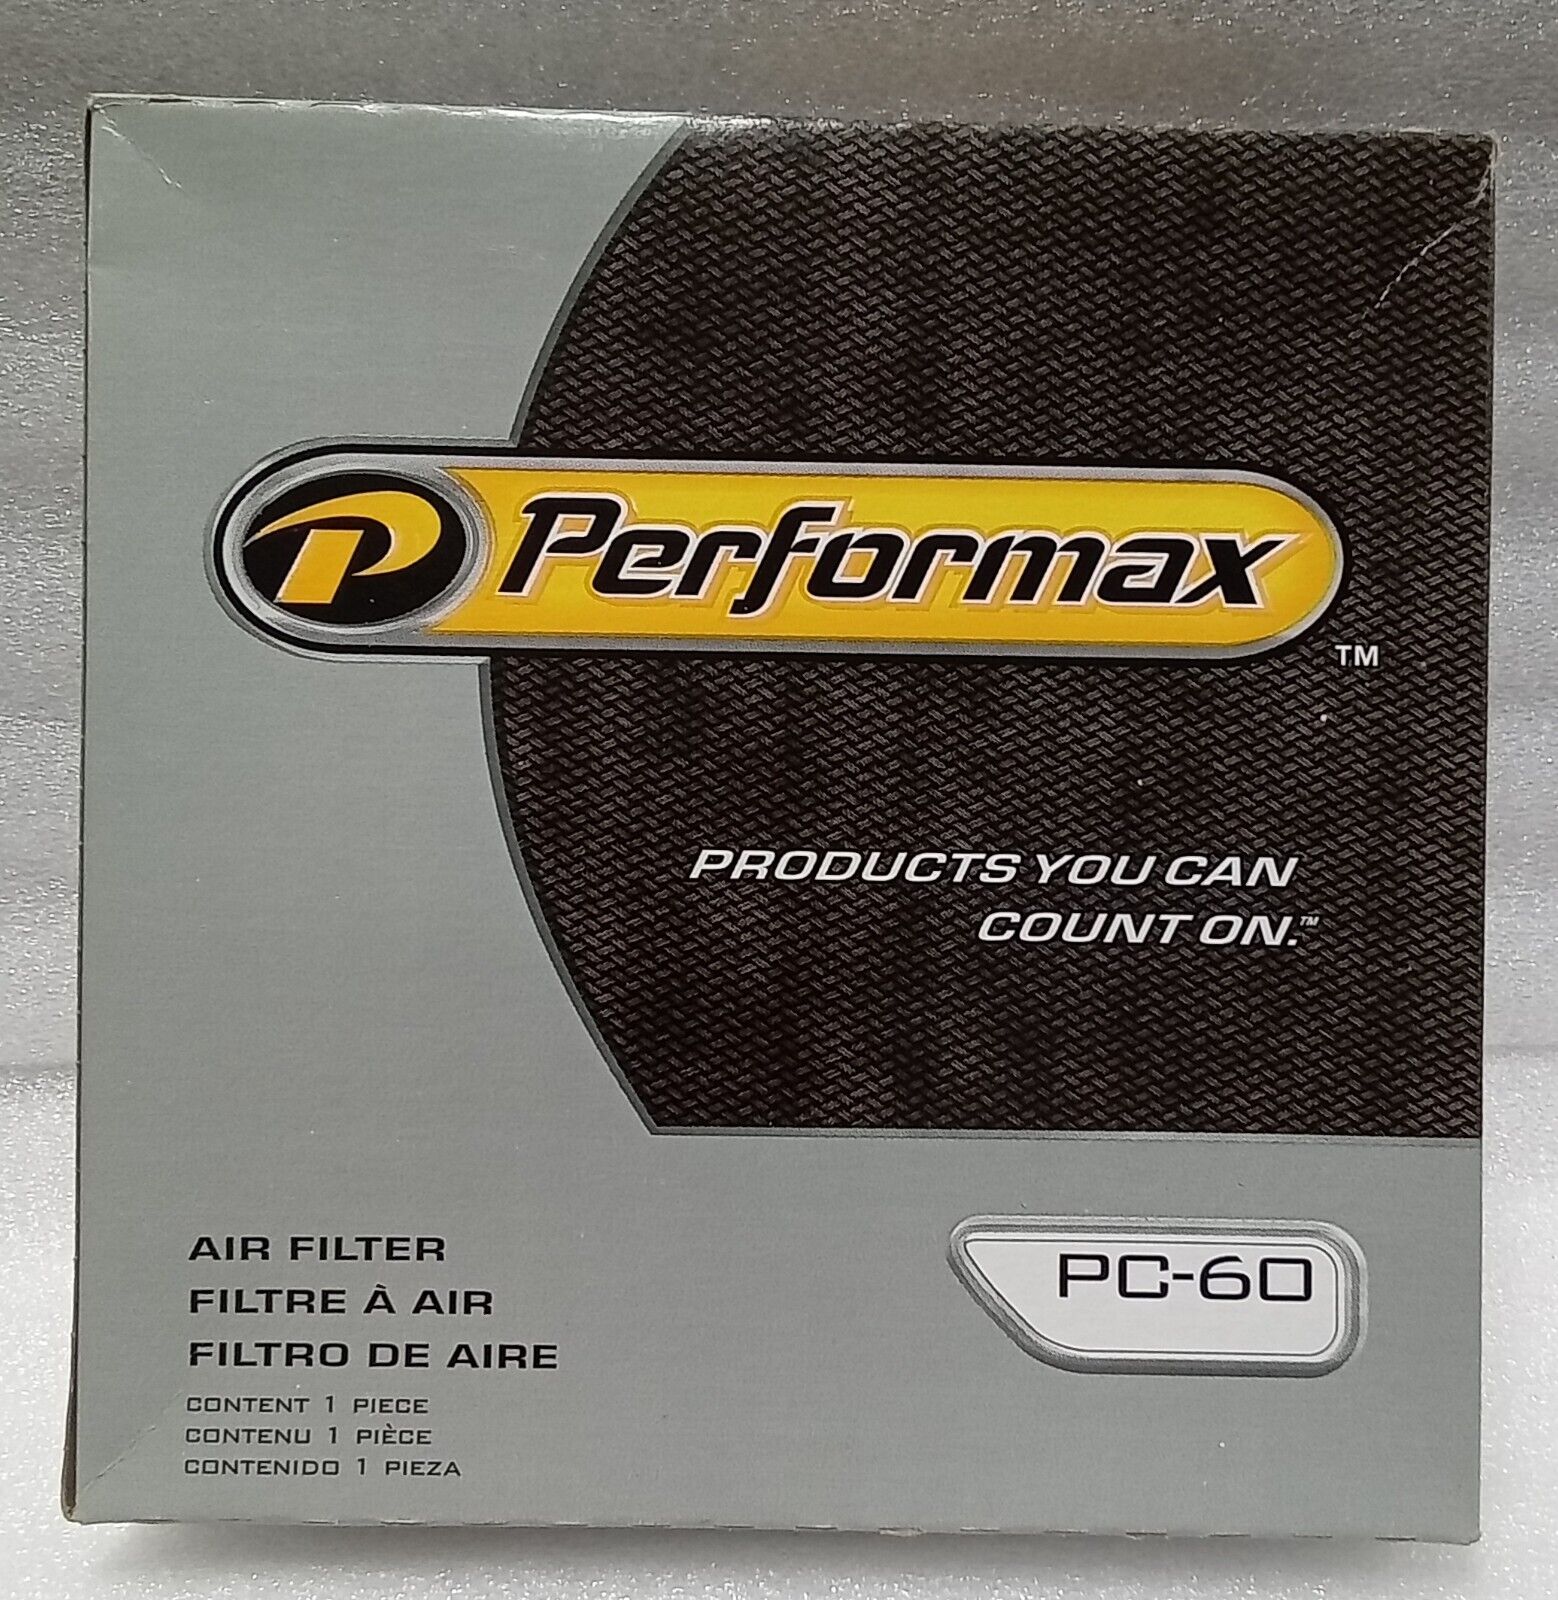 Performax
TM
PRODUCTS YOU CAN
COUNT ON.™
AIR FILTER
FILTRE À AIR
FILTRO DE AIRE
CONTENT 1 PIECE
CONTENU 1 PIÈCE
CONTENIDO 1 PIEZA
PC-60